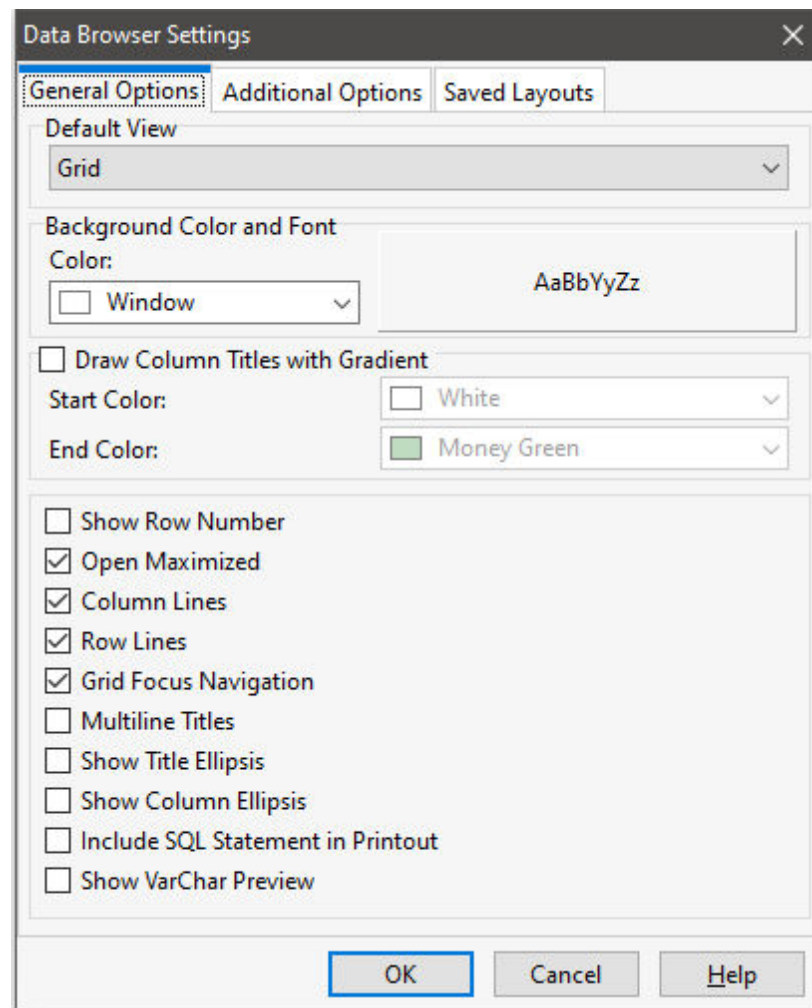 Data Browser Settings
General Options Additional Options Saved Layouts
Default View
Grid
Background Color and Font
Color:
Window
AaBbYyZz
Draw Column Titles with Gradient
Start Color: White
End Color: Money Green
Show Row Number
Open Maximized
Column Lines
Row Lines
Grid Focus Navigation
Multiline Titles
Show Title Ellipsis
Show Column Ellipsis
Include SQL Statement in Printout
Show VarChar Preview
OK Cancel Help